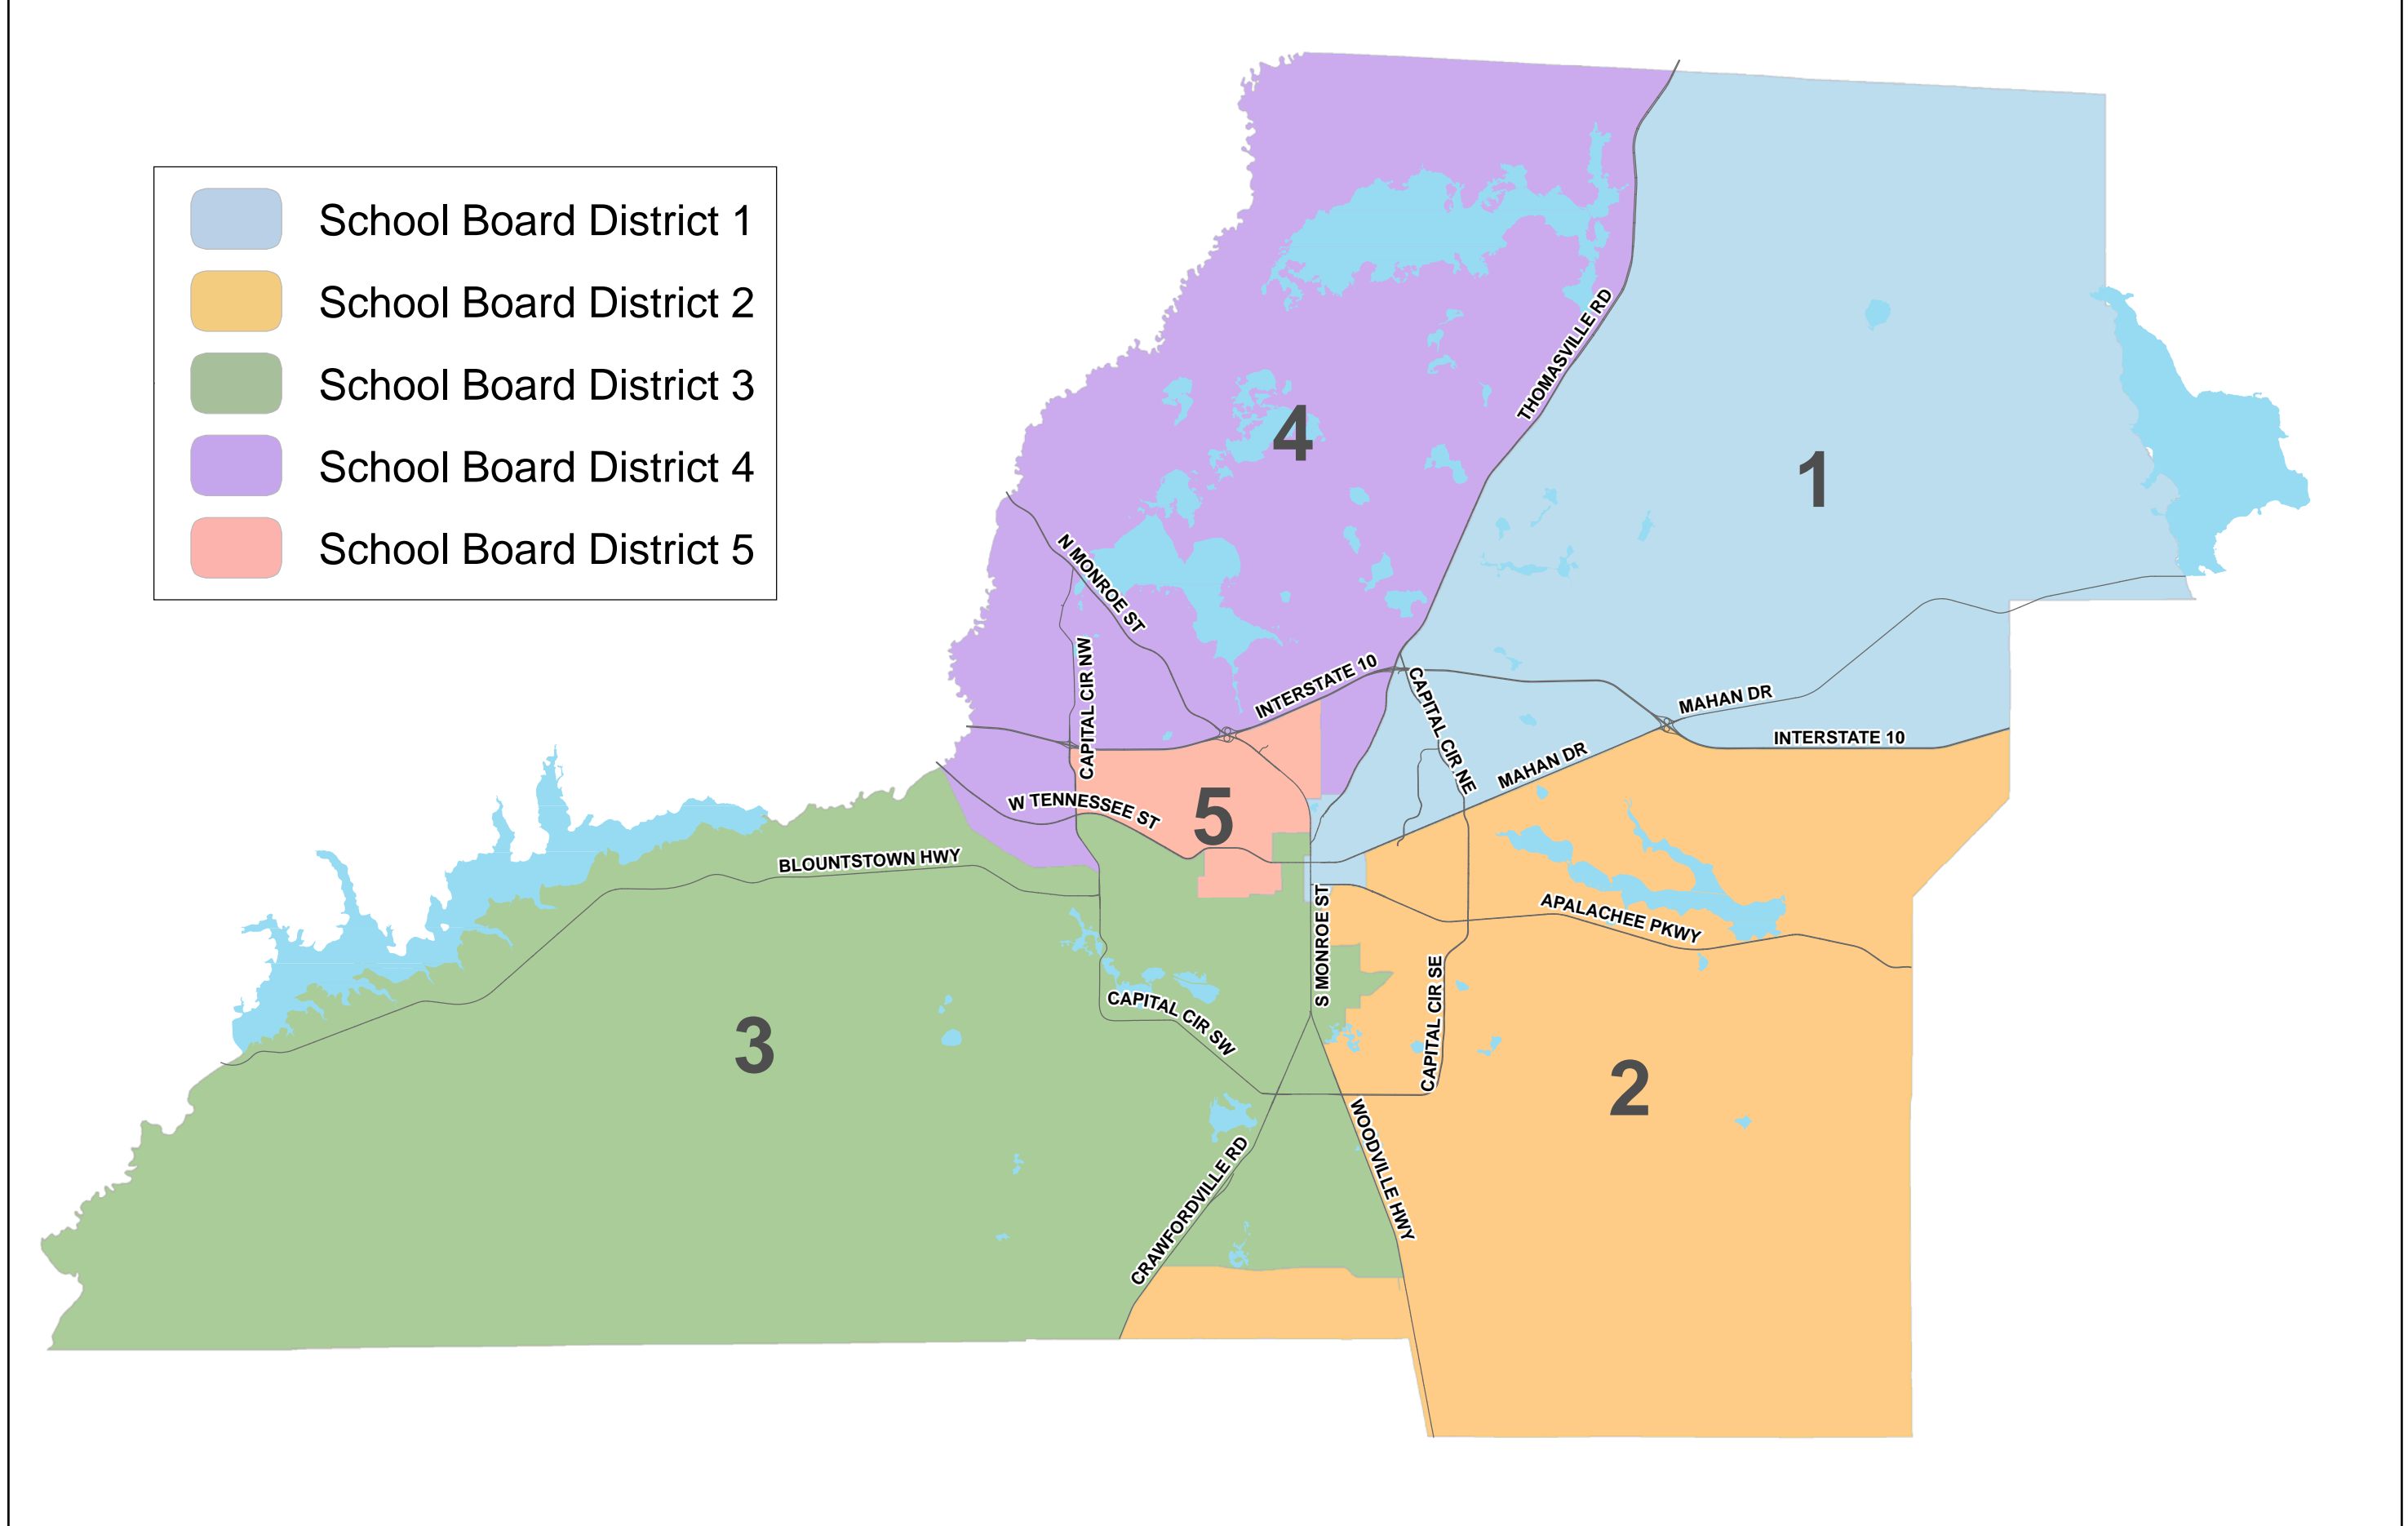 School Board District 1
School Board District 2
School Board District 3
School Board District 4
School Board District 5
THOMASVILLE RD
4
1
N MONROE ST
CAPITAL CIR NW
INTERSTATE 10
CAPITAL CIR NE
MAHAN DR
INTERSTATE 10
MAHAN DR
W TENNESSEE ST
5
BLOUNTSTOWN HWY
S MONROE ST
APALACHEE PKWY
CAPITAL CIR SE
CAPITAL CIR SW
3
2
WOODVILLE HWY
CRAWFORDVILLE RD